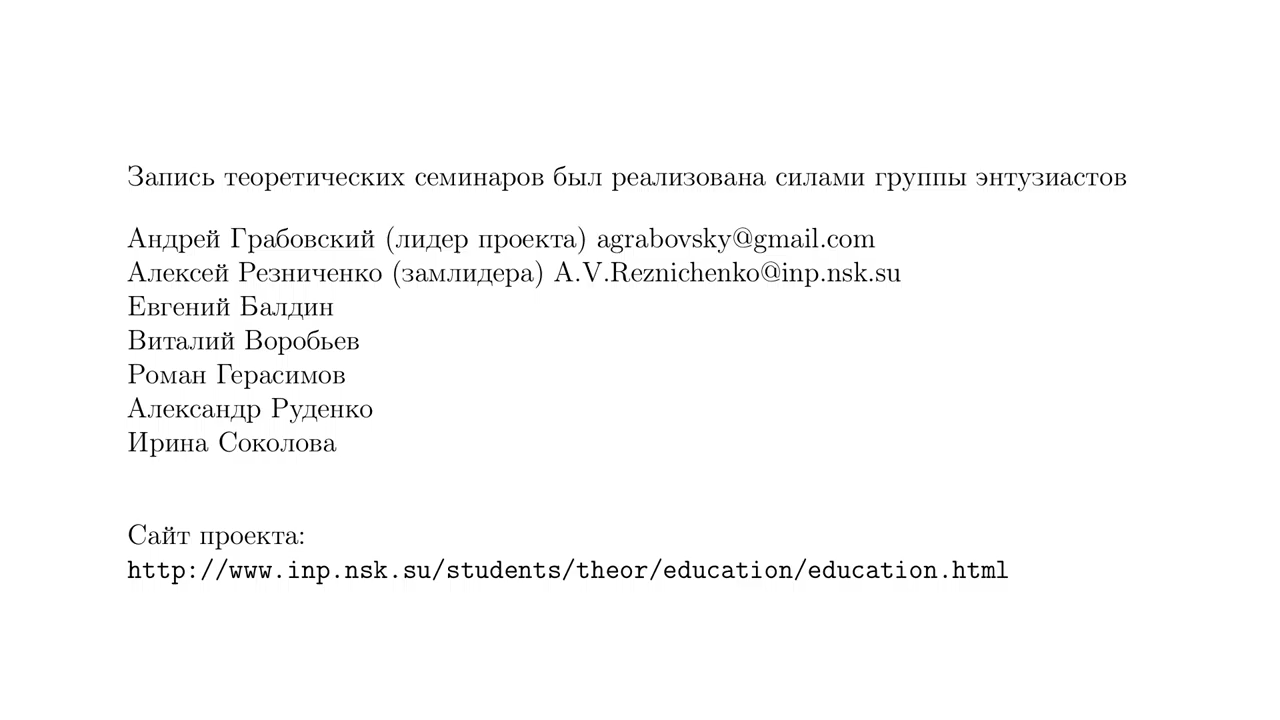 Запись теоретических семинаров был реализована силами группы энтузиастов
Андрей Грабовский (лидер проекта) agrabovsky@gmail.com
Алексей Резниченко (замлидера) A.V.Reznichenko@inp.nsk.su
Евгений Балдин
Виталий Воробьев
Роман Герасимов
Александр Руденко
Ирина Соколова
Сайт проекта:
http://www.inp.nsk.su/students/theor/education/education.html